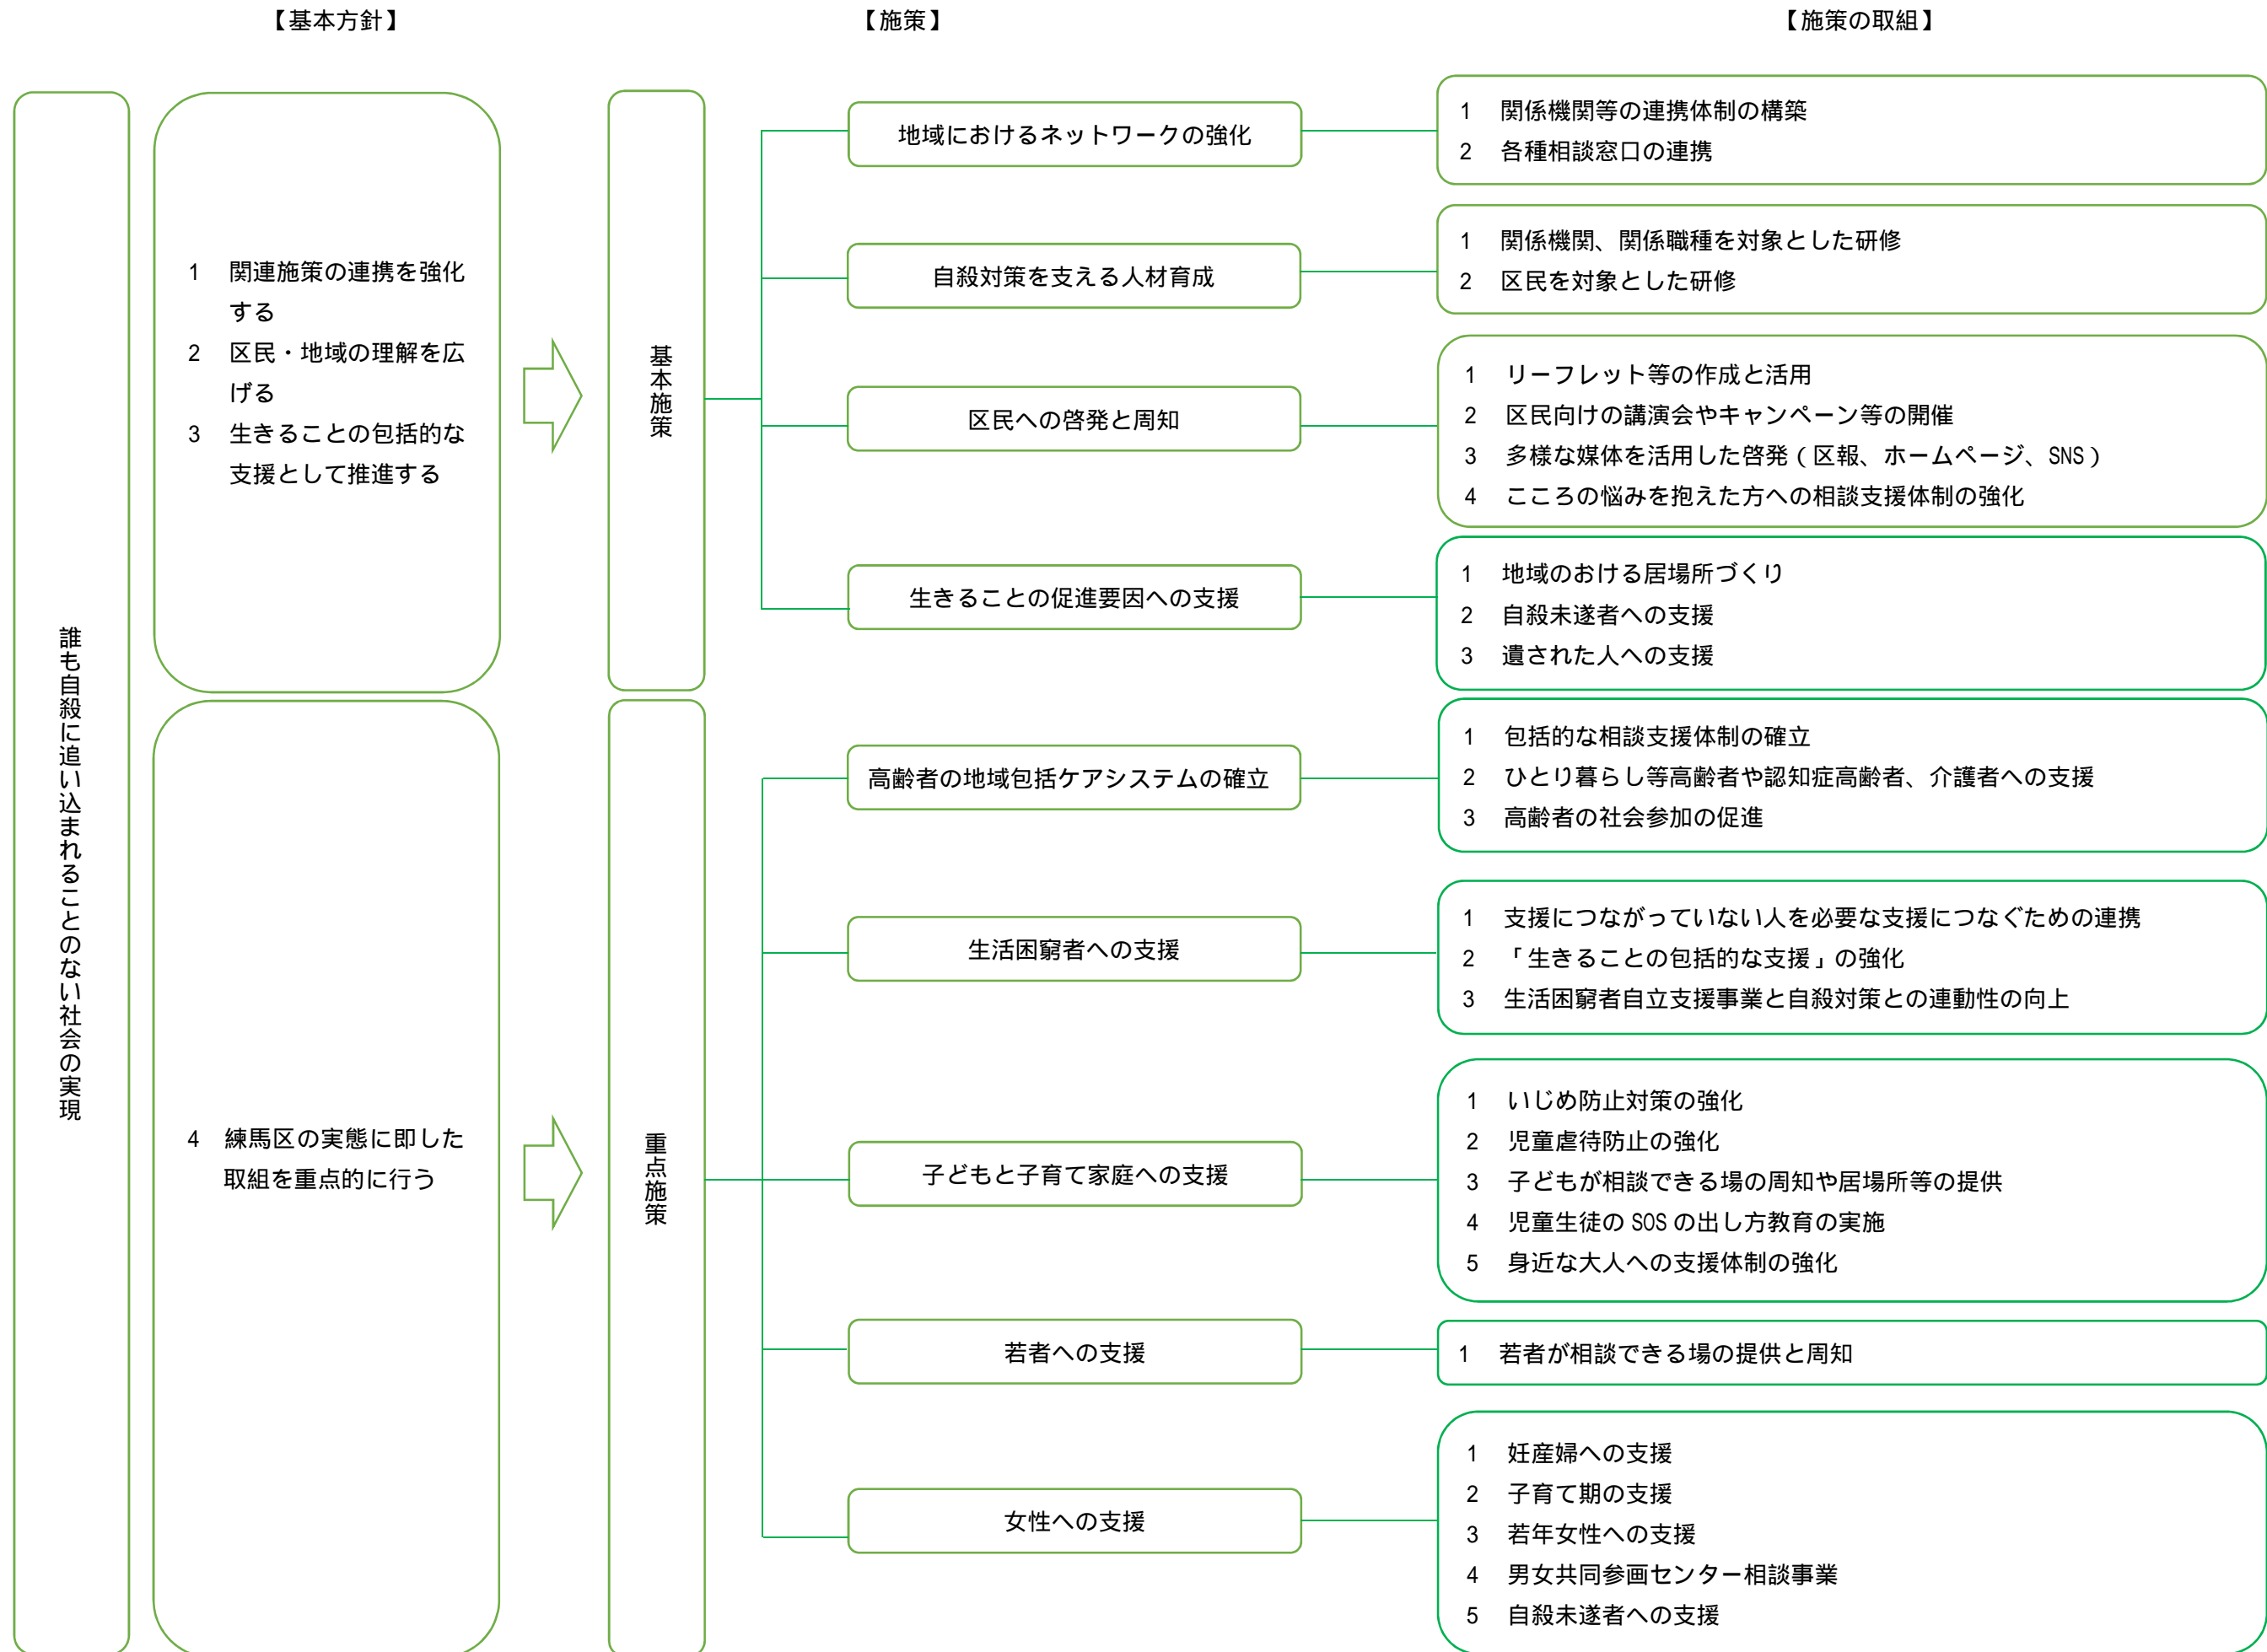 【基本方針】
【施策】
【施策の取組】
誰も自殺に追い込まれることのない社会の実現
1 関連施策の連携を強化
する
2 区民・地域の理解を広
げる
3 生きることの包括的な
支援として推進する
基本施策
地域におけるネットワークの強化
1 関係機関等の連携体制の構築
2 各種相談窓口の連携
自殺対策を支える人材育成
1 関係機関、関係職種を対象とした研修
2 区民を対象とした研修
区民への啓発と周知
1 リーフレット等の作成と活用
2 区民向けの講演会やキャンペーン等の開催
3 多様な媒体を活用した啓発(区報、ホームページ、SNS)
4 こころの悩みを抱えた方への相談支援体制の強化
生きることの促進要因への支援
1 地域のおける居場所づくり
2 自殺未遂者への支援
3 遺された人への支援
4 練馬区の実態に即した
取組を重点的に行う
重点施策
高齢者の地域包括ケアシステムの確立
1 包括的な相談支援体制の確立
2 ひとり暮らし等高齢者や認知症高齢者、介護者への支援
3 高齢者の社会参加の促進
生活困窮者への支援
1 支援につながっていない人を必要な支援につなぐための連携
2 「生きることの包括的な支援」の強化
3 生活困窮者自立支援事業と自殺対策との連動性の向上
子どもと子育て家庭への支援
1 いじめ防止対策の強化
2 児童虐待防止の強化
3 子どもが相談できる場の周知や居場所等の提供
4 児童生徒の SOS の出し方教育の実施
5 身近な大人への支援体制の強化
若者への支援
1 若者が相談できる場の提供と周知
女性への支援
1 妊産婦への支援
2 子育て期の支援
3 若年女性への支援
4 男女共同参画センター相談事業
5 自殺未遂者への支援